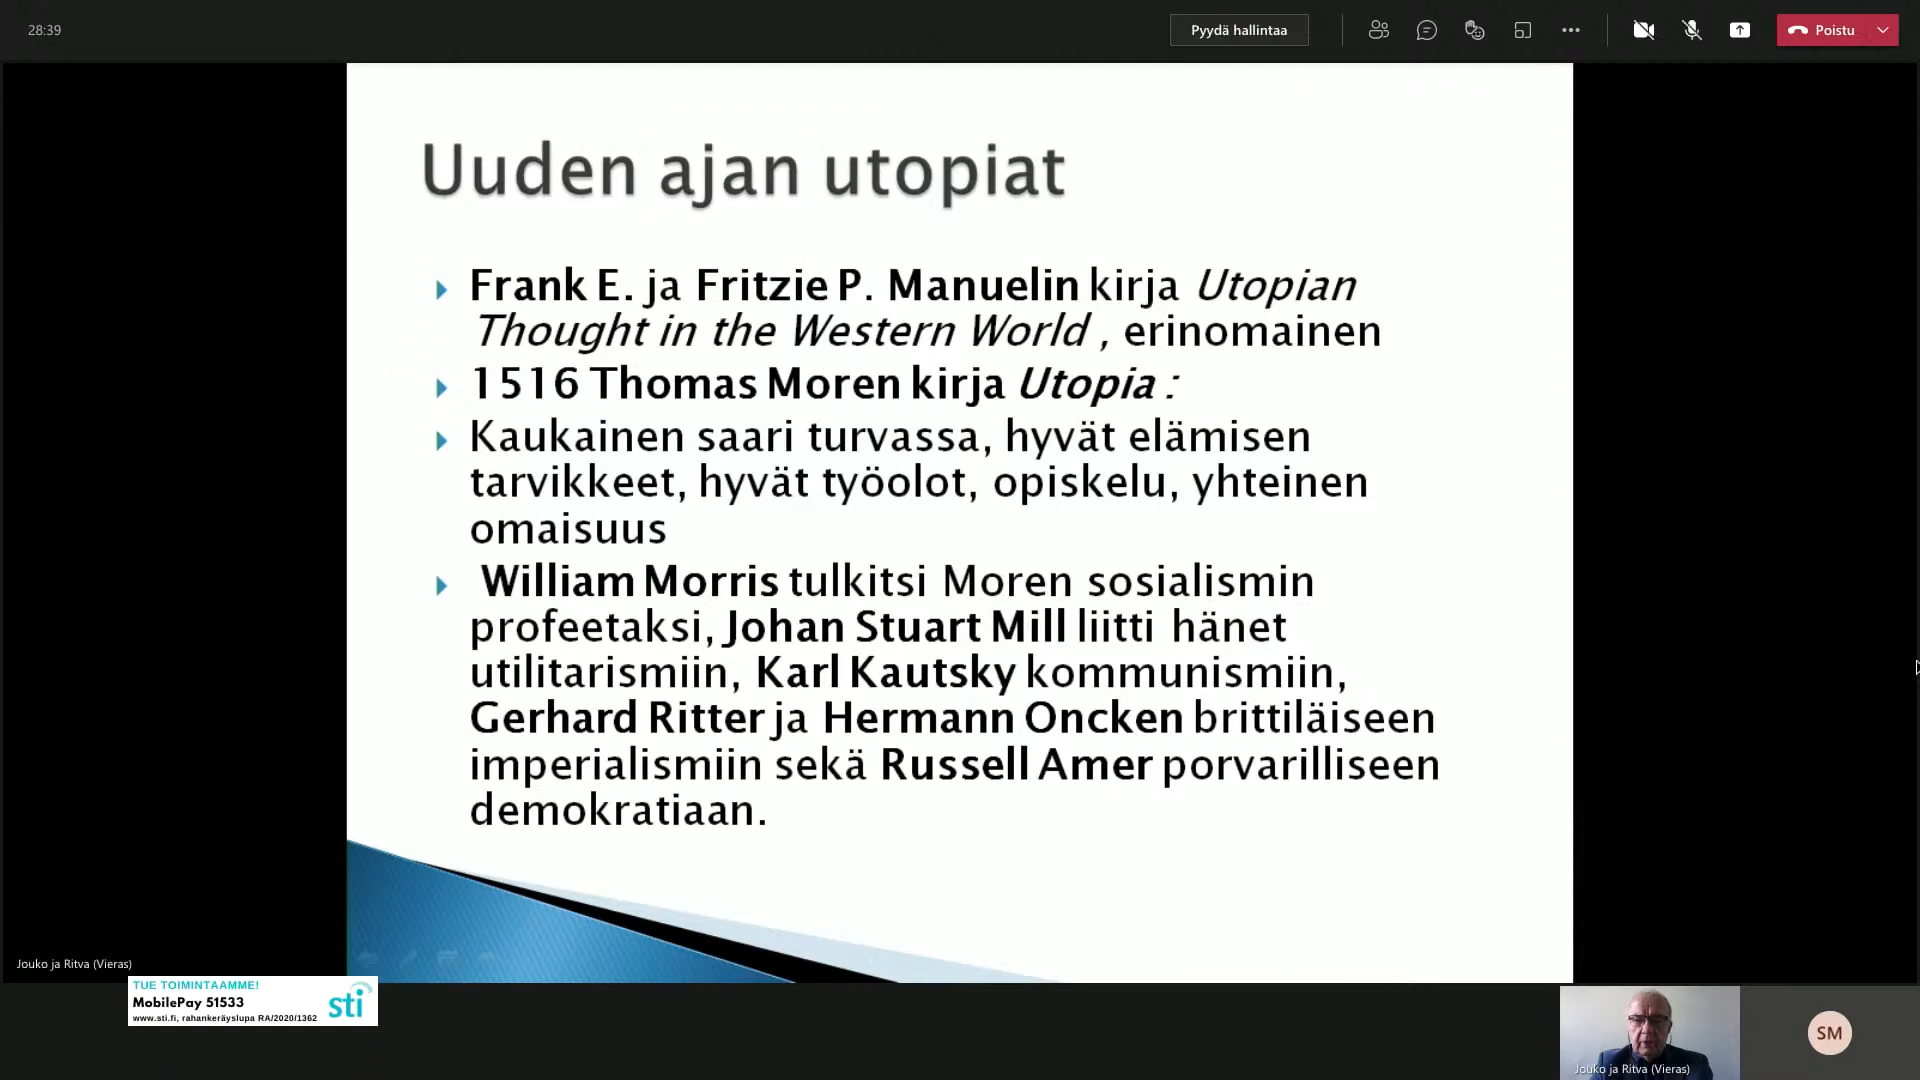 28:39
Pyydä hallintaa
Poistu
Uuden ajan utopiat
Frank E. ja Fritzie P. Manuelin kirja Utopian
Thought in the Western World , erinomainen
1516 Thomas Moren kirja Utopia :
Kaukainen saari turvassa, hyvät elämisen
tarvikkeet, hyvät työolot, opiskelu, yhteinen
omaisuus
William Morris tulkitsi Moren sosialismin
profeetaksi, Johan Stuart Mill liitti hänet
utilitarismiin, Karl Kautsky kommunismiin,
Gerhard Ritter ja Hermann Oncken brittiläiseen
imperialismiin sekä Russell Amer porvarilliseen
demokratiaan.
Jouko ja Ritva (Vieras)
TUE TOIMINTAAMME!
MobilePay 51533
www.sti.fi, rahankeräyslupa RA/2020/1362
sti
SM
Jouko ja Ritva (Vieras)